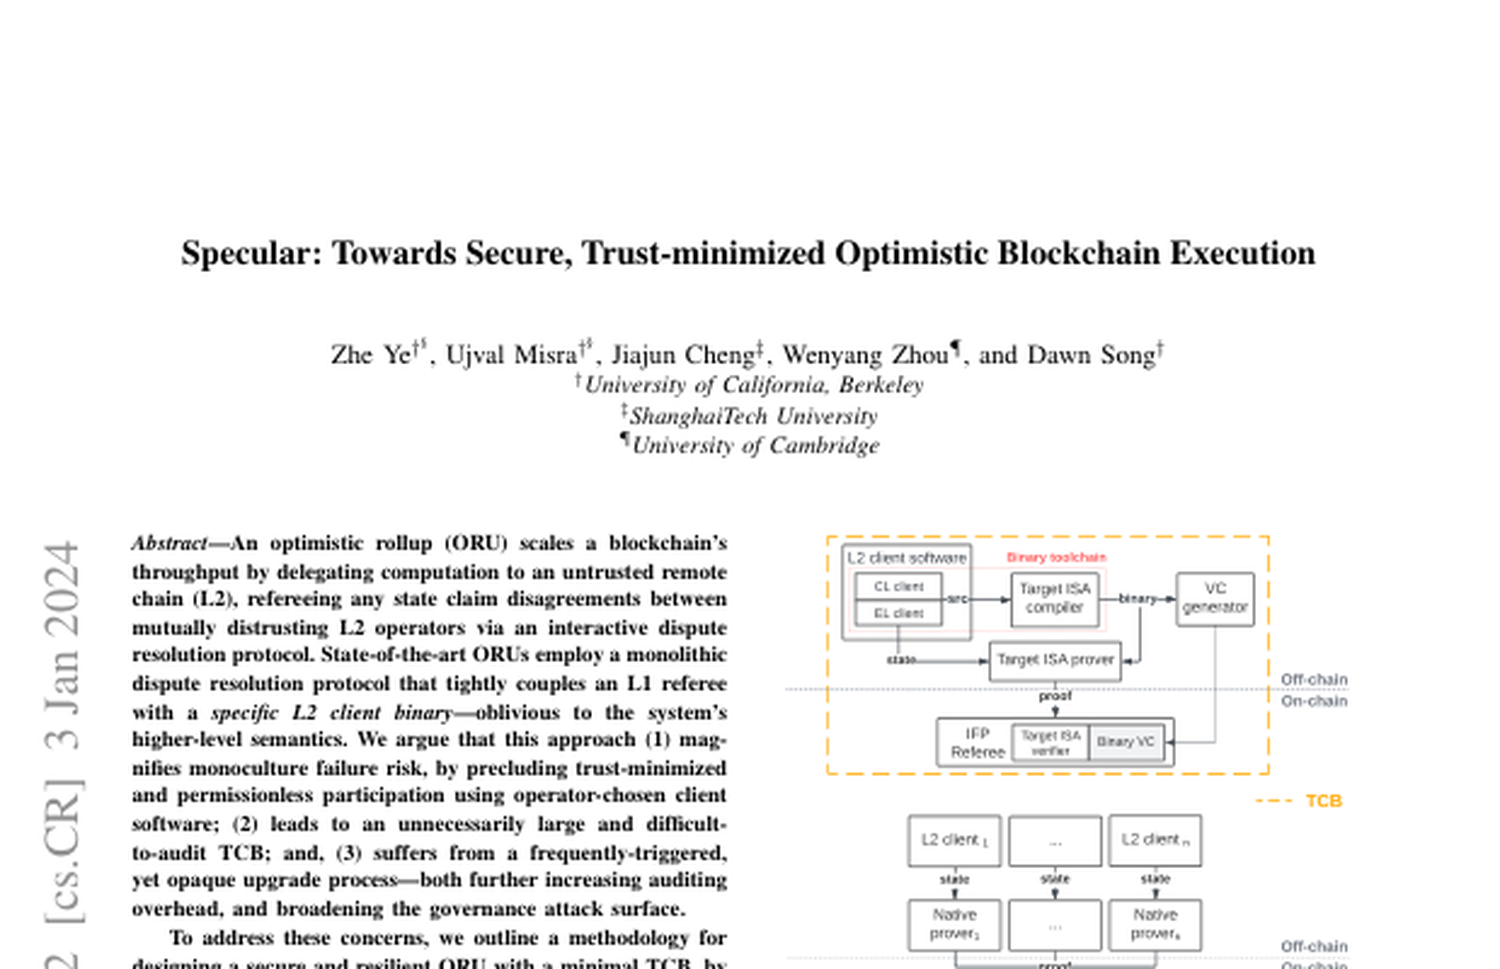 Specular: Towards Secure, Trust-minimized Optimistic Blockchain Execution
Zhe Ye†§, Ujval Misra†§, Jiajun Cheng‡, Wenyang Zhou¶, and Dawn Song†
†University of California, Berkeley
‡ShanghaiTech University
¶University of Cambridge
2 [cs.CR] 3 Jan 2024
Abstract—An optimistic rollup (ORU) scales a blockchain's
throughput by delegating computation to an untrusted remote
chain (L2), refereeing any state claim disagreements between
mutually distrusting L2 operators via an interactive dispute
resolution protocol. State-of-the-art ORUs employ a monolithic
dispute resolution protocol that tightly couples an L1 referee
with a specific L2 client binary—oblivious to the system's
higher-level semantics. We argue that this approach (1) mag-
nifies monoculture failure risk, by precluding trust-minimized
and permissionless participation using operator-chosen client
software; (2) leads to an unnecessarily large and difficult-
to-audit TCB; and, (3) suffers from a frequently-triggered,
yet opaque upgrade process—both further increasing auditing
overhead, and broadening the governance attack surface.
To address these concerns, we outline a methodology for
designing a secure and resilient ORU with a minimal TCB, by
L2 client software
Binary toolchain
CL client
EL client
src
Target ISA
compiler
binary
VC
generator
state
Target ISA prover
Off-chain
proof
On-chain
IFP
Referee
Target ISA
verifier
Binary VC
TCB
L2 client 1
...
L2 client n
state
state
state
Native
prover1
...
Native
provern
Off-chain
proof
On-chain